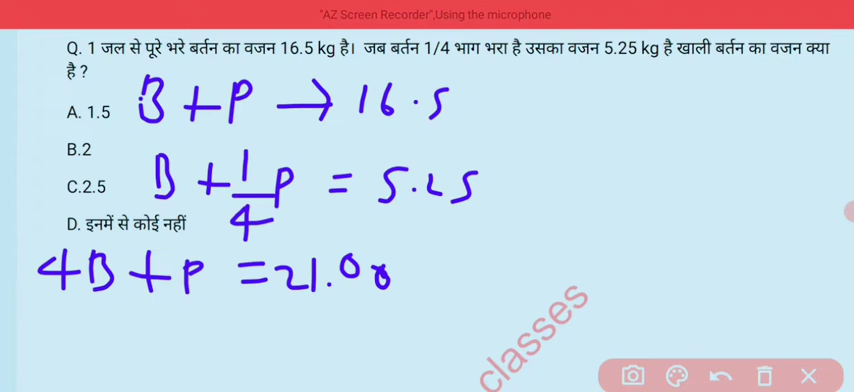 "AZ Screen Recorder",Using the microphone
Q. 1 जल से पूरे भरे बर्तन का वजन 16.5 kg है। जब बर्तन 1/4 भाग भरा है उसका वजन 5.25 kg है खाली बर्तन का वजन क्या
है ?
A. 1.5
B + P → 16.5
B.2
B + 1/4 P = 5.25
C.2.5
D. इनमें से कोई नहीं
4B + P = 21.00
classes